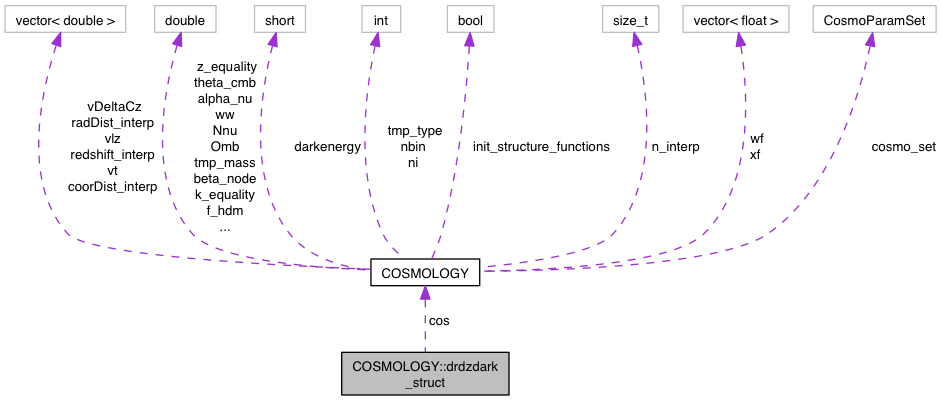 vector< double >
double
short
int
bool
size_t
vector< float >
CosmoParamSet
vDeltaCz
radDist_interp
vlz
redshift_interp
vt
coorDist_interp
z_equality
theta_cmb
alpha_nu
ww
Nnu
Omb
tmp_mass
beta_node
k_equality
f_hdm
...
darkenergy
tmp_type
nbin
ni
init_structure_functions
n_interp
wf
xf
cosmo_set
COSMOLOGY
cos
COSMOLOGY::drdzdark
_struct